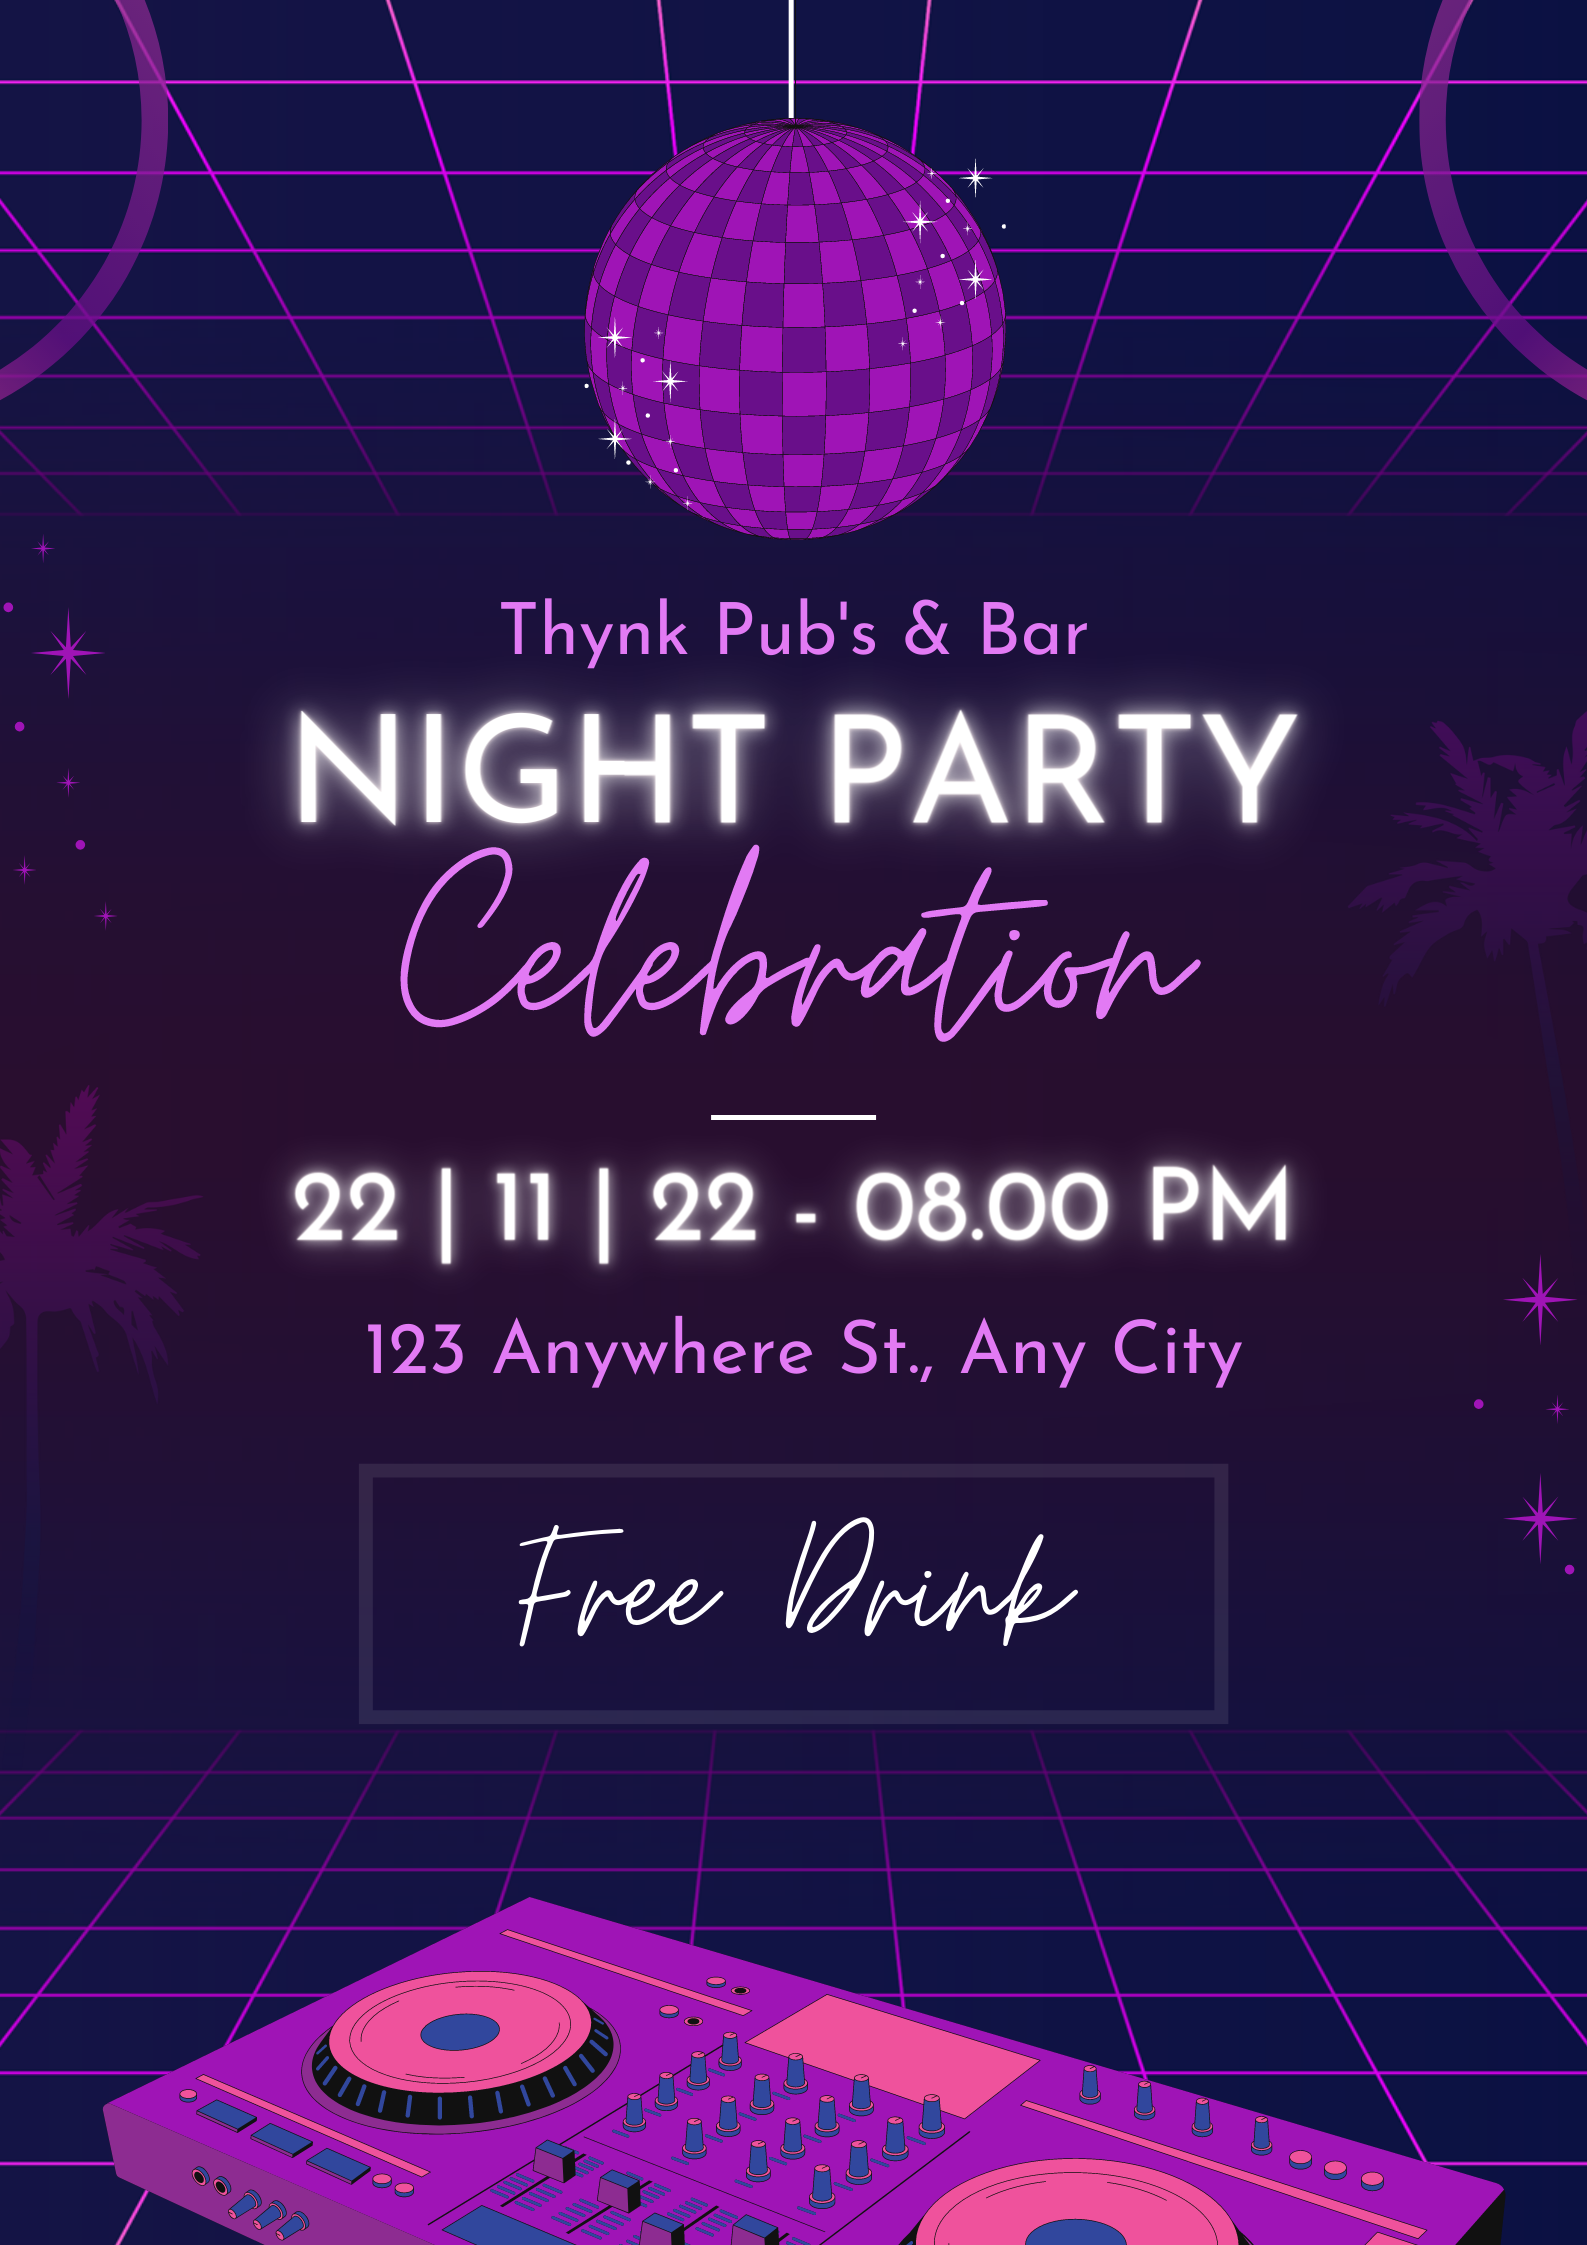 Thynk Pub's & Bar
NIGHT PARTY
Celebration
22 | 11 | 22 - 08.00 PM
123 Anywhere St., Any City
Free Drink